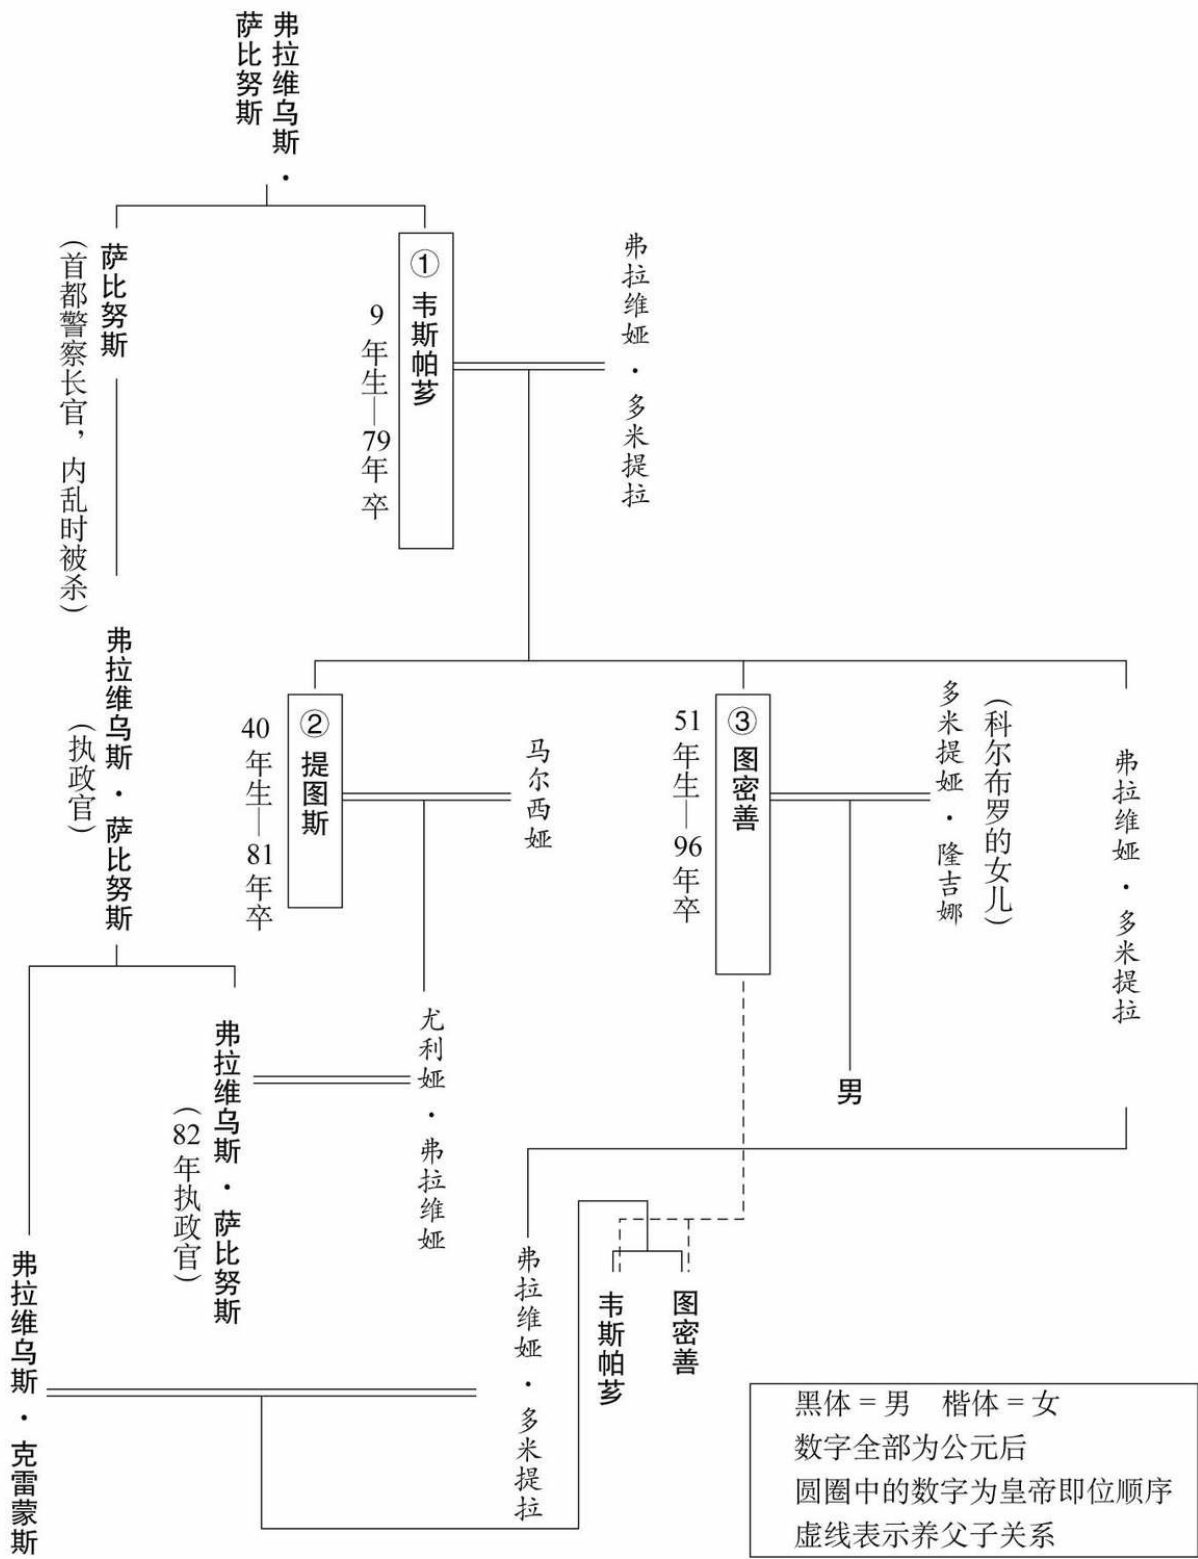 弗拉维乌斯·
萨比努斯
萨比努斯
（首都警察长官，内乱时被杀）
① 韦斯帕芗
9年生—79年卒
弗拉维娅·多米提拉
弗拉维乌斯·萨比努斯
（执政官）
② 提图斯
40年生—81年卒
马尔西娅
③ 图密善
51年生—96年卒
（科尔布罗的女儿）
多米提娅·隆吉娜
弗拉维娅·多米提拉
弗拉维乌斯·萨比努斯
（82年执政官）
尤利娅·弗拉维娅
男
弗拉维乌斯·克雷蒙斯
弗拉维娅·多米提拉
韦斯帕芗
图密善
黑体=男 楷体=女
数字全部为公元后
圆圈中的数字为皇帝即位顺序
虚线表示养父子关系